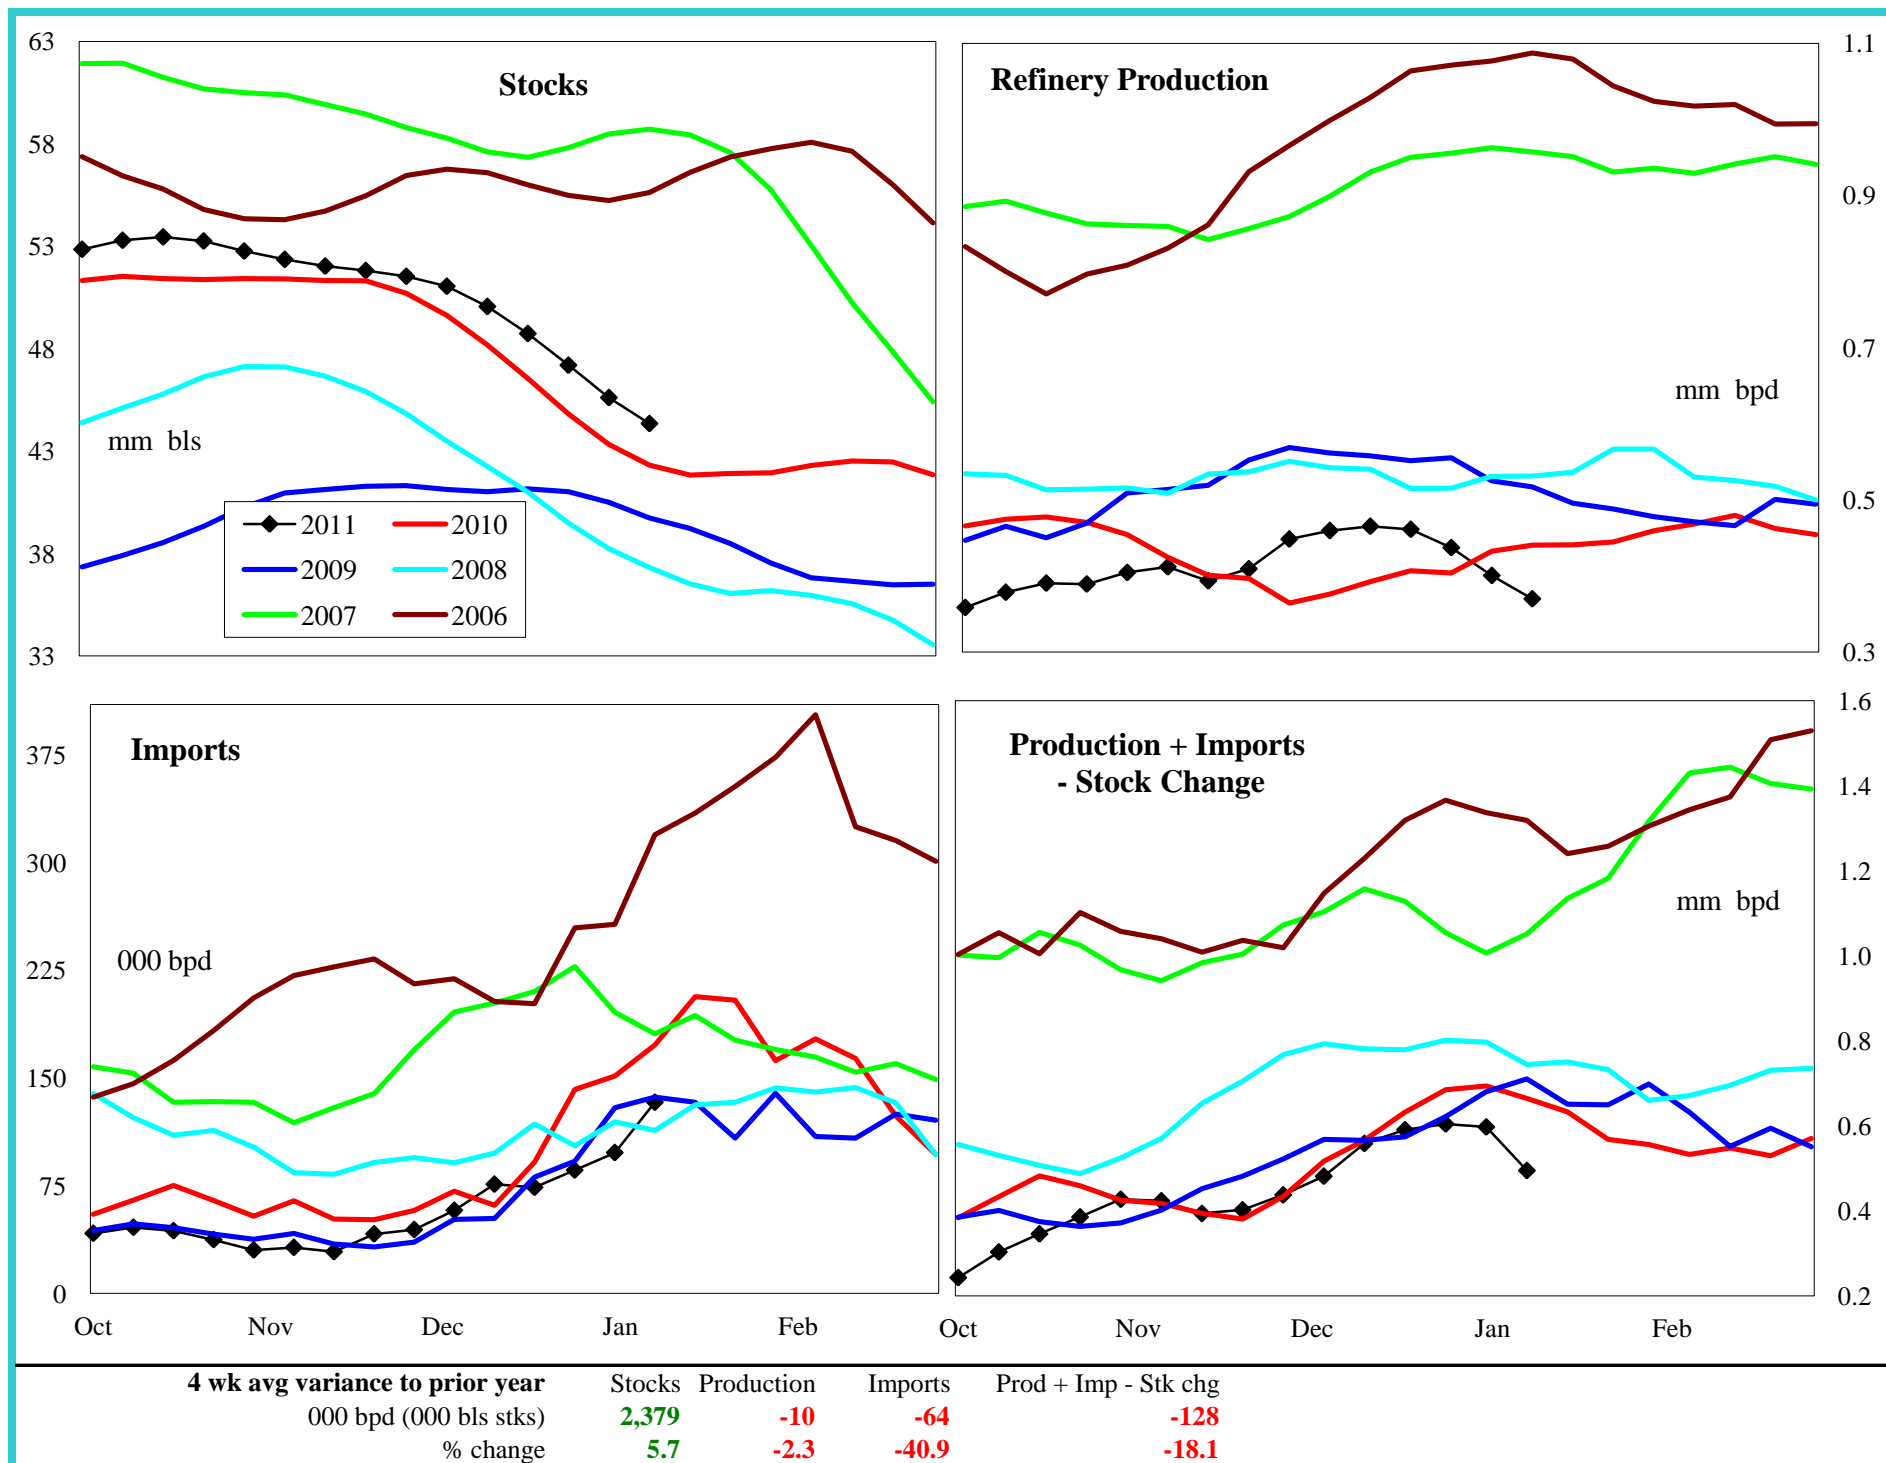 63
58
53
48
43
38
33
Stocks
mm bls
2011
2010
2009
2008
2007
2006
Refinery Production
mm bpd
1.1
0.9
0.7
0.5
0.3
375
300
225
150
75
0
Imports
000 bpd
Oct Nov Dec Jan Feb
Production + Imports
- Stock Change
mm bpd
1.6
1.4
1.2
1.0
0.8
0.6
0.4
0.2
Oct Nov Dec Jan Feb
4 wk avg variance to prior year Stocks Production Imports Prod + Imp - Stk chg
000 bpd (000 bls stks) 2,379 -10 -64 -128
% change 5.7 -2.3 -40.9 -18.1